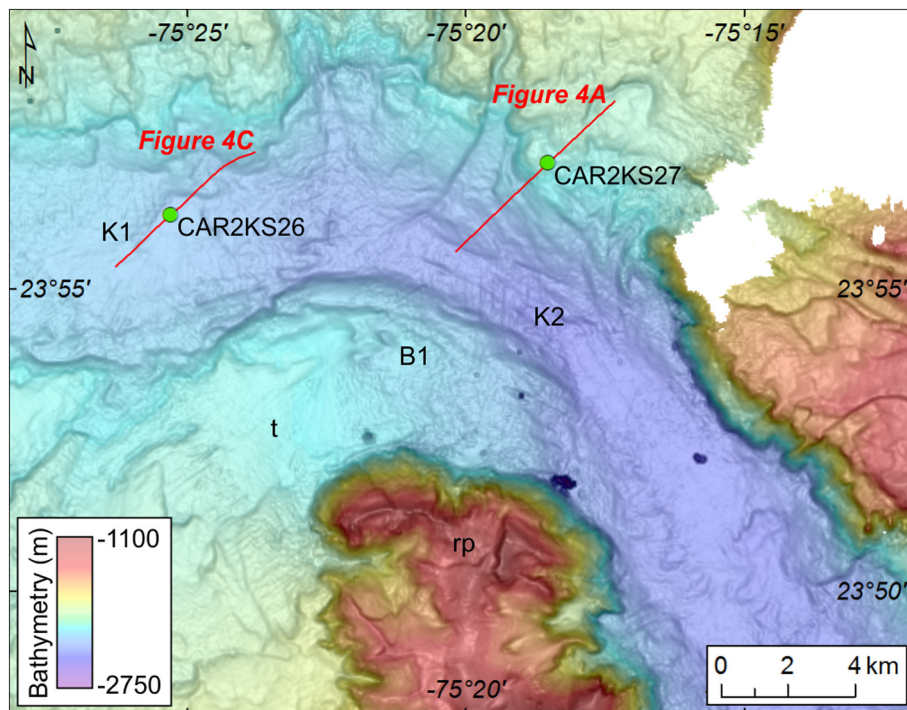 -75°25'
-75°20'
-75°15'
N
Figure 4A
Figure 4C
CAR2KS27
CAR2KS26
K1
23°55'
23°55'
K2
B1
t
-1100
rp
Bathymetry (m)
23°50'
-2750
-75°20'
0 2 4 km